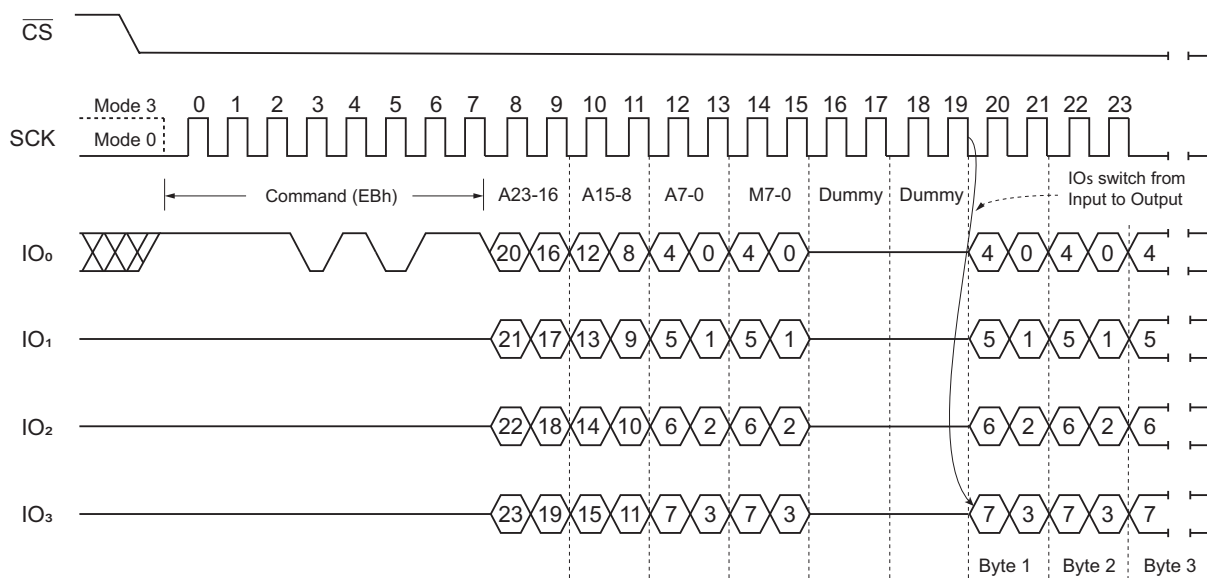 CS
Mode 3 0 1 2 3 4 5 6 7 8 9 10 11 12 13 14 15 16 17 18 19 20 21 22 23
SCK Mode 0
Command (EBh) A23-16 A15-8 A7-0 M7-0 Dummy Dummy
IOs switch from
Input to Output
IO₀ 20 16 12 8 4 0 4 0 4 0 4 0 4
IO₁ 21 17 13 9 5 1 5 1 5 1 5 1 5
IO₂ 22 18 14 10 6 2 6 2 6 2 6 2 6
IO₃ 23 19 15 11 7 3 7 3 7 3 7 3 7
Byte 1 Byte 2 Byte 3